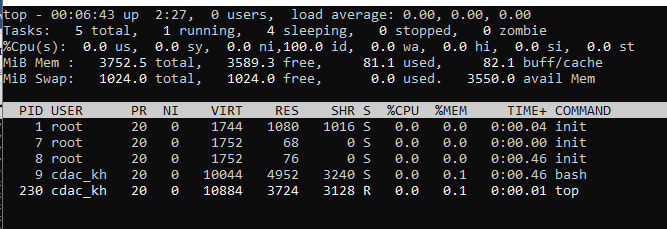 top - 00:06:43 up  2:27,  0 users,  load average: 0.00, 0.00, 0.00
Tasks:   5 total,   1 running,   4 sleeping,   0 stopped,   0 zombie
%Cpu(s):  0.0 us,  0.0 sy,  0.0 ni,100.0 id,  0.0 wa,  0.0 hi,  0.0 si,  0.0 st
MiB Mem :   3752.5 total,   3589.3 free,     81.1 used,     82.1 buff/cache
MiB Swap:   1024.0 total,   1024.0 free,      0.0 used.   3550.0 avail Mem
PID USER      PR  NI    VIRT    RES    SHR S  %CPU  %MEM     TIME+ COMMAND
1 root      20   0    1744   1080   1016 S   0.0   0.0   0:00.04 init
7 root      20   0    1752     68      0 S   0.0   0.0   0:00.00 init
8 root      20   0    1752     76      0 S   0.0   0.0   0:00.46 init
9 cdac_kh   20   0   10044   4952   3240 S   0.0   0.1   0:00.46 bash
230 cdac_kh   20   0   10884   3724   3128 R   0.0   0.1   0:00.01 top